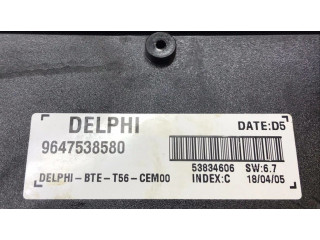 DELPHI
DATE:D5
9647538580
53834606 SW:6.7
DELPHI-BTE-T56-CEM00
INDEX:C 18/04/05